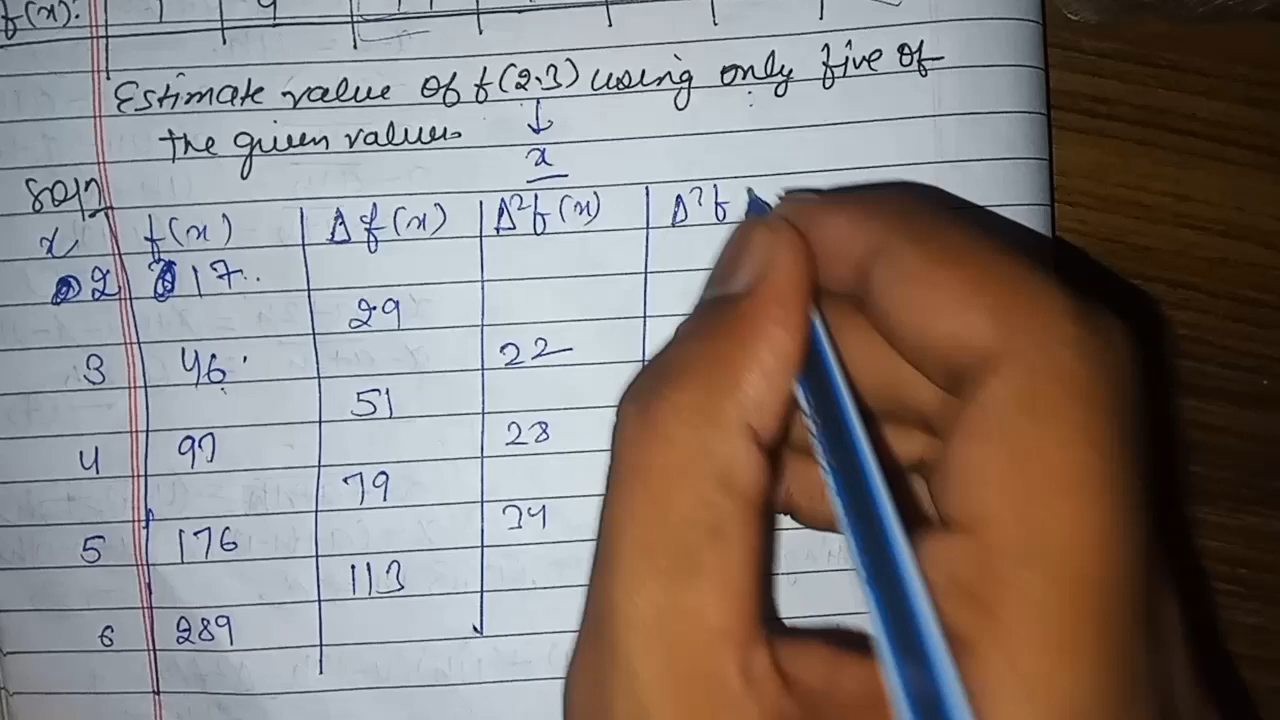 f(x).
Estimate value of f(2.3) using only five of
the given values.
↓
x
Soln
x f(x) Δf(x) Δ²f(x) Δ³f
2 17
29
3 46 22
51
4 97 28
79
5 176 34
113
6 289